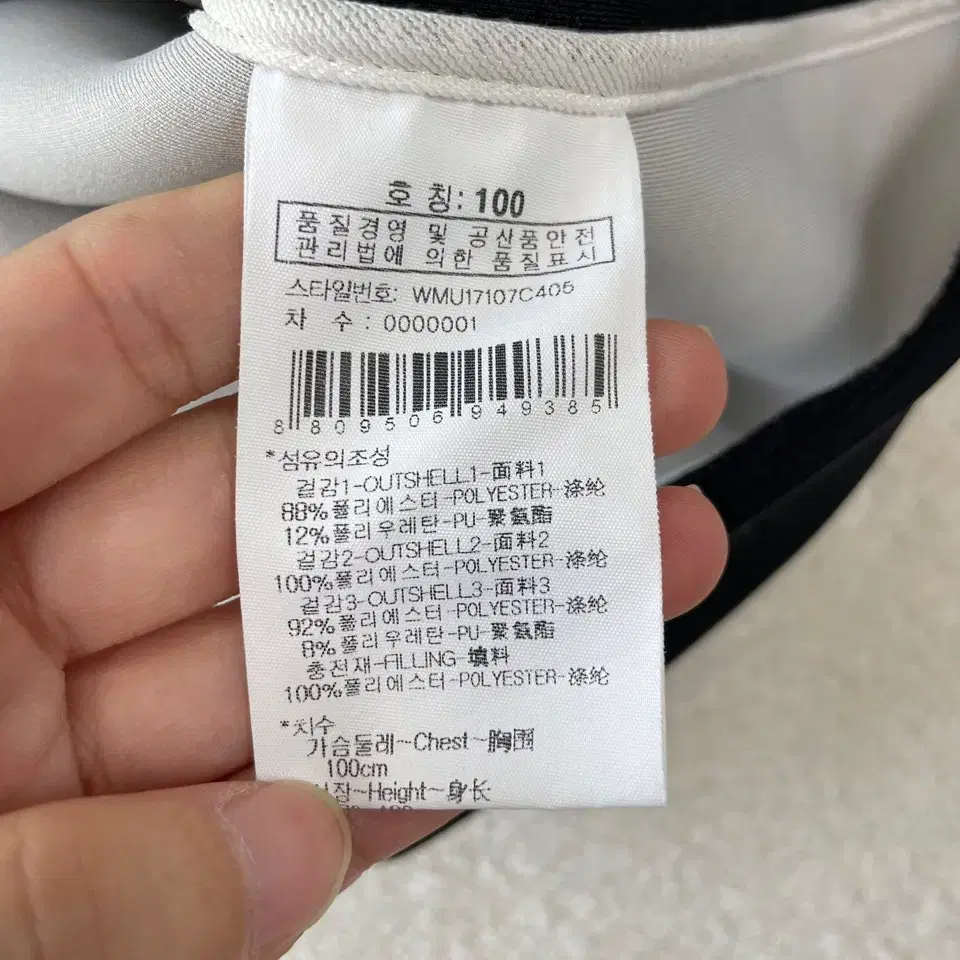 호 칭: 100
품질경영 및 공산품안전
관리법에 의한 품질표시
스타일번호: WMU17107C405
차 수 : 0000001
8 809506 949385
*섬유의조성
겉감1-OUTSHELL1-面料1
88%폴리에스터-POLYESTER-涤纶
12%폴리우레탄-PU-聚氨酯
겉감2-OUTSHELL2-面料2
100%폴리에스터-POLYESTER-涤纶
겉감3-OUTSHELL3-面料3
92%폴리에스터-POLYESTER-涤纶
8%폴리우레탄-PU-聚氨酯
충전재-FILLING-填料
100%폴리에스터-POLYESTER-涤纶
*치수
가슴둘레~Chest~胸围
100cm
장~Height~身长